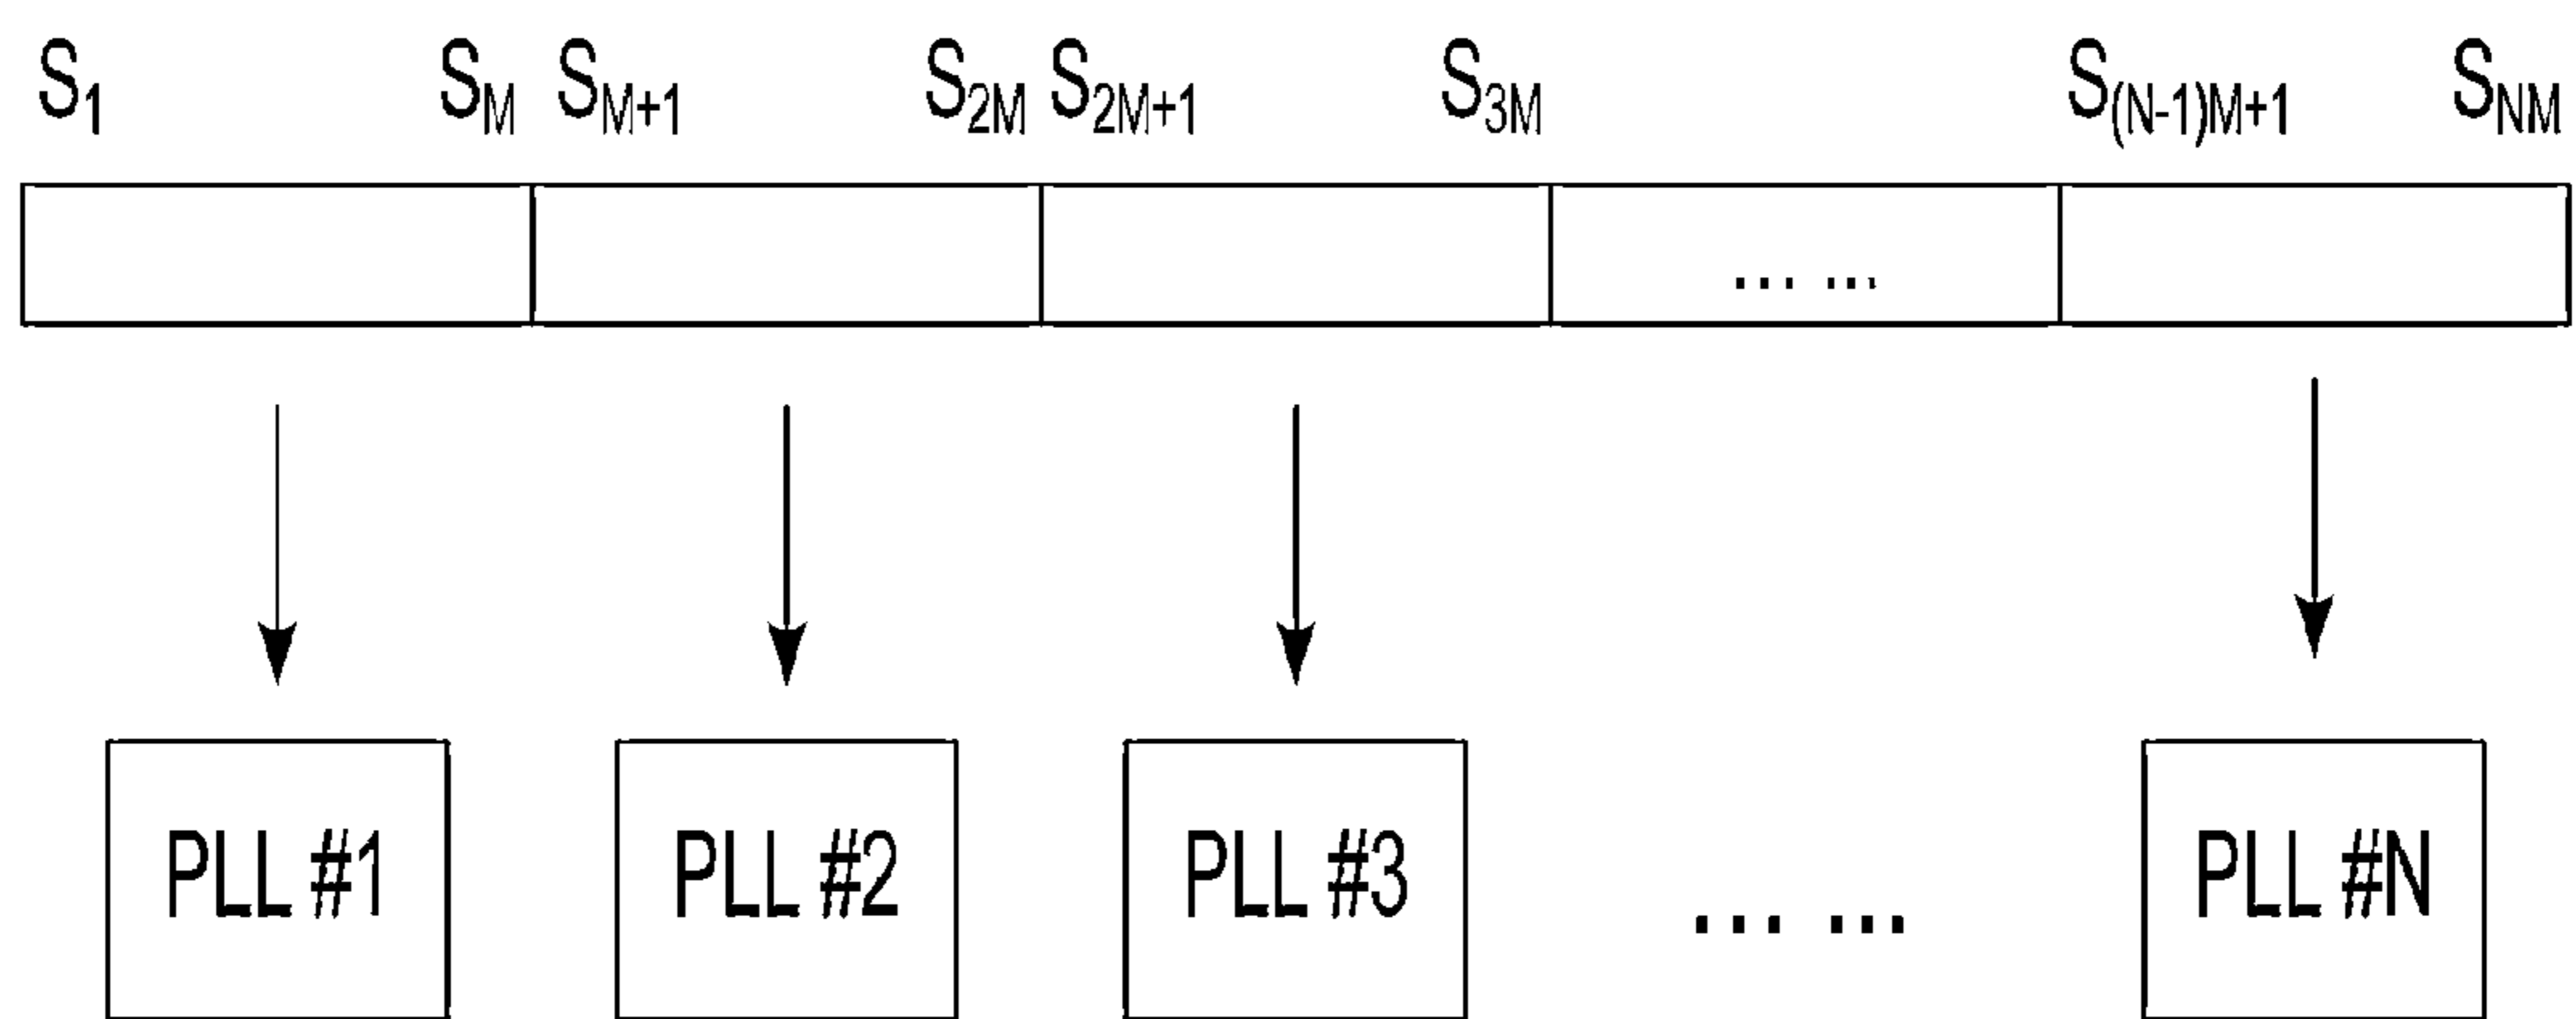 S1 SM SM+1 S2M S2M+1 S3M S(N-1)M+1 SNM
... ...
PLL #1 PLL #2 PLL #3 ... ... PLL #N